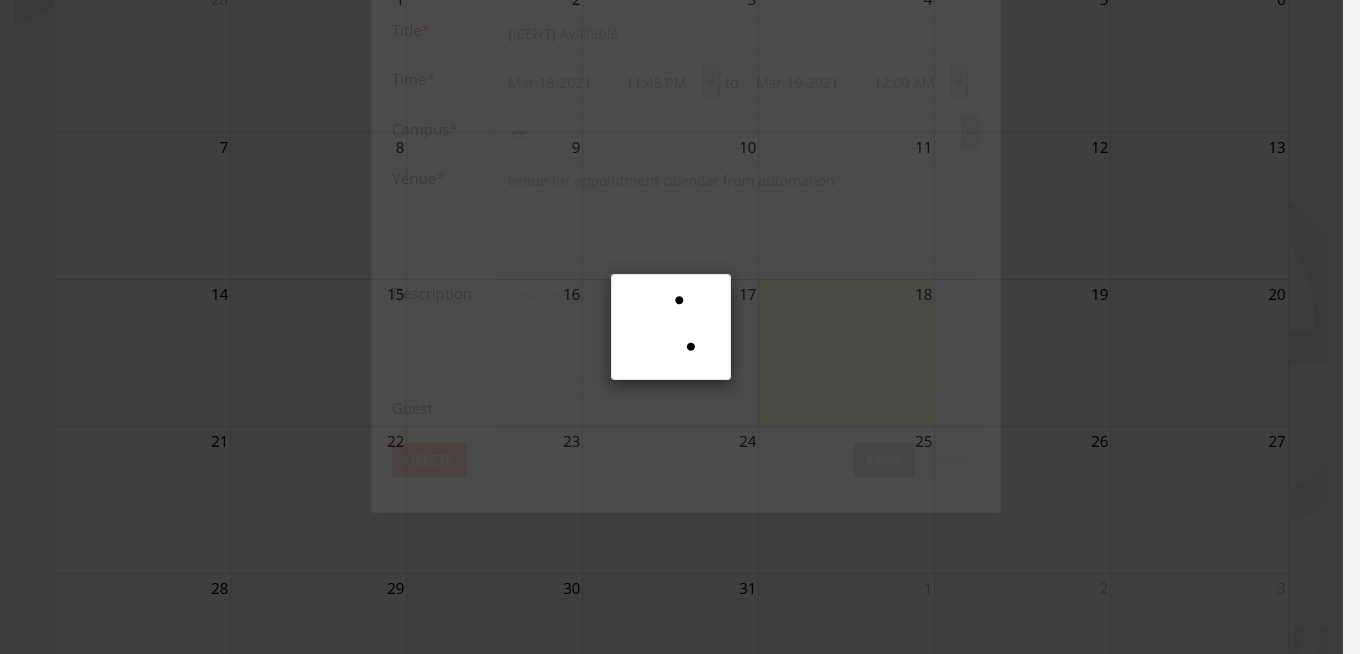 28 1 2 3 4 5 6
Title* [ICENT] Available
Time* Mar-18-2021 11:45 PM to Mar-19-2021 12:00 AM
Campus* ee
7 8 9 10 11 12 13
Venue* venue for appointment calendar from automation
14 15 16 17 18 19 20
Description
Guest
21 22 23 24 25 26 27
DELETE Close
28 29 30 31 1 2 3